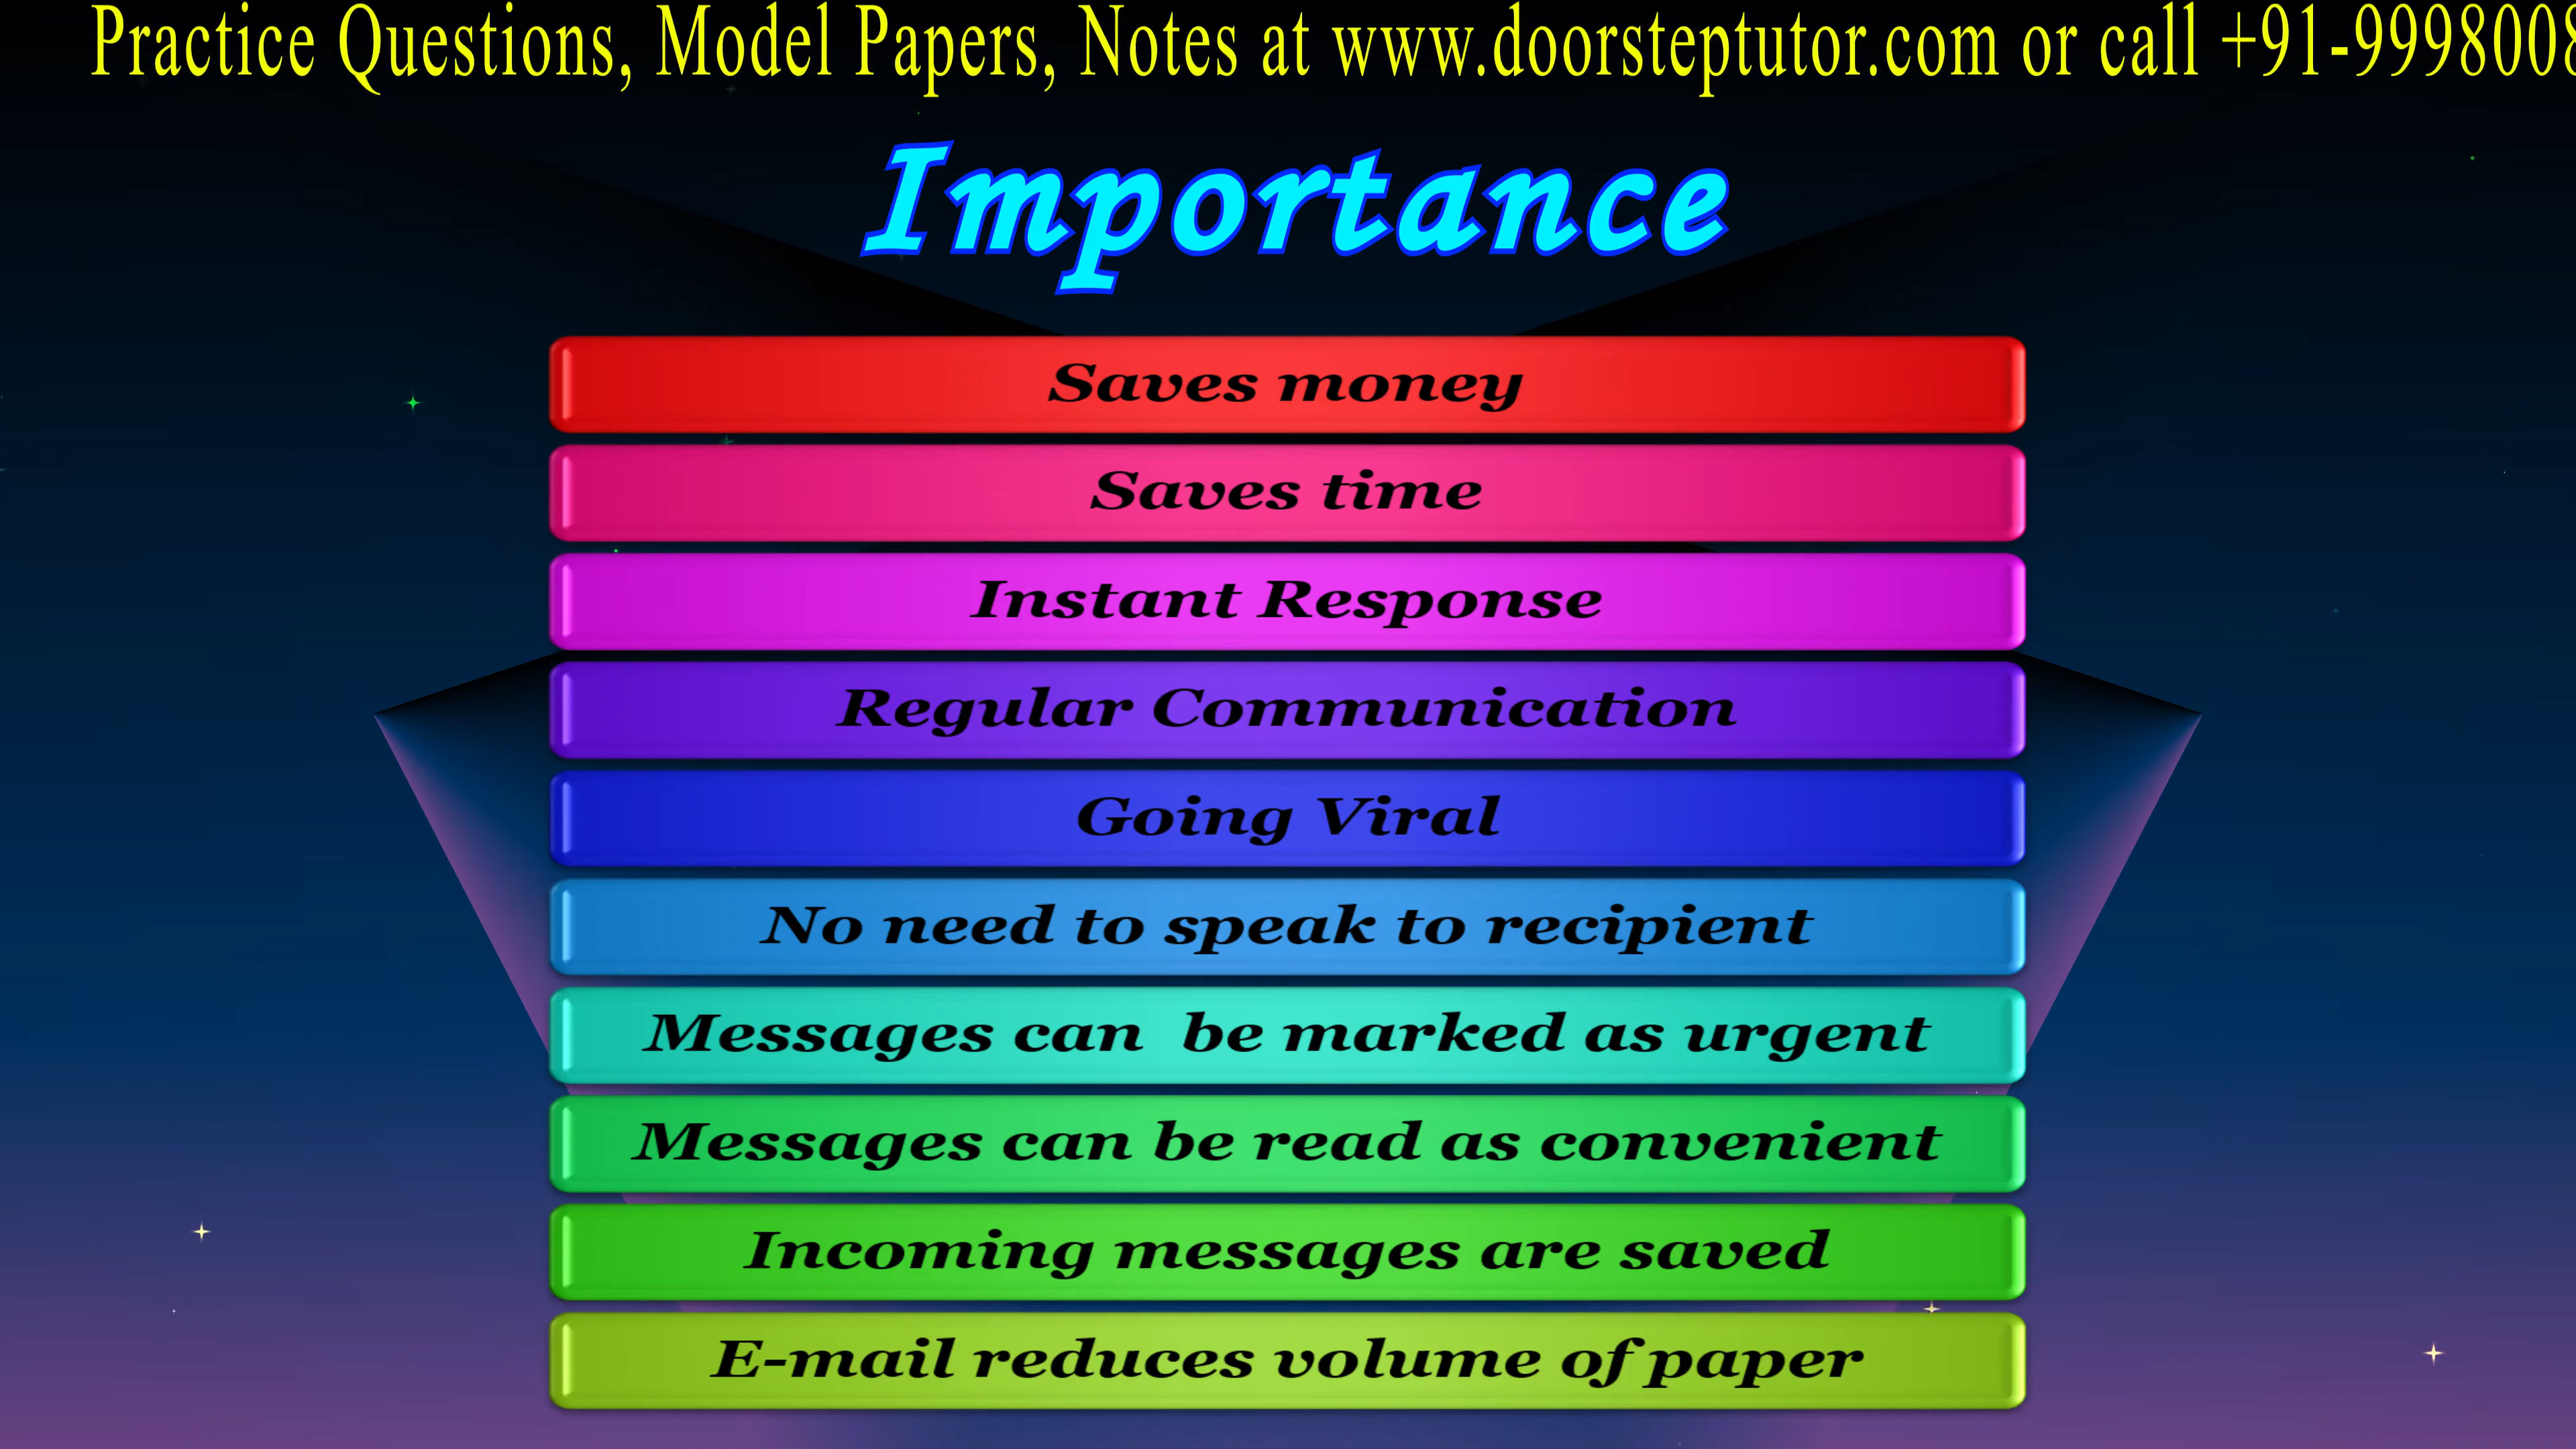 Practice Questions, Model Papers, Notes at www.doorsteptutor.com or call +91-9998008
Importance
Saves money
Saves time
Instant Response
Regular Communication
Going Viral
No need to speak to recipient
Messages can  be marked as urgent
Messages can be read as convenient
Incoming messages are saved
E-mail reduces volume of paper